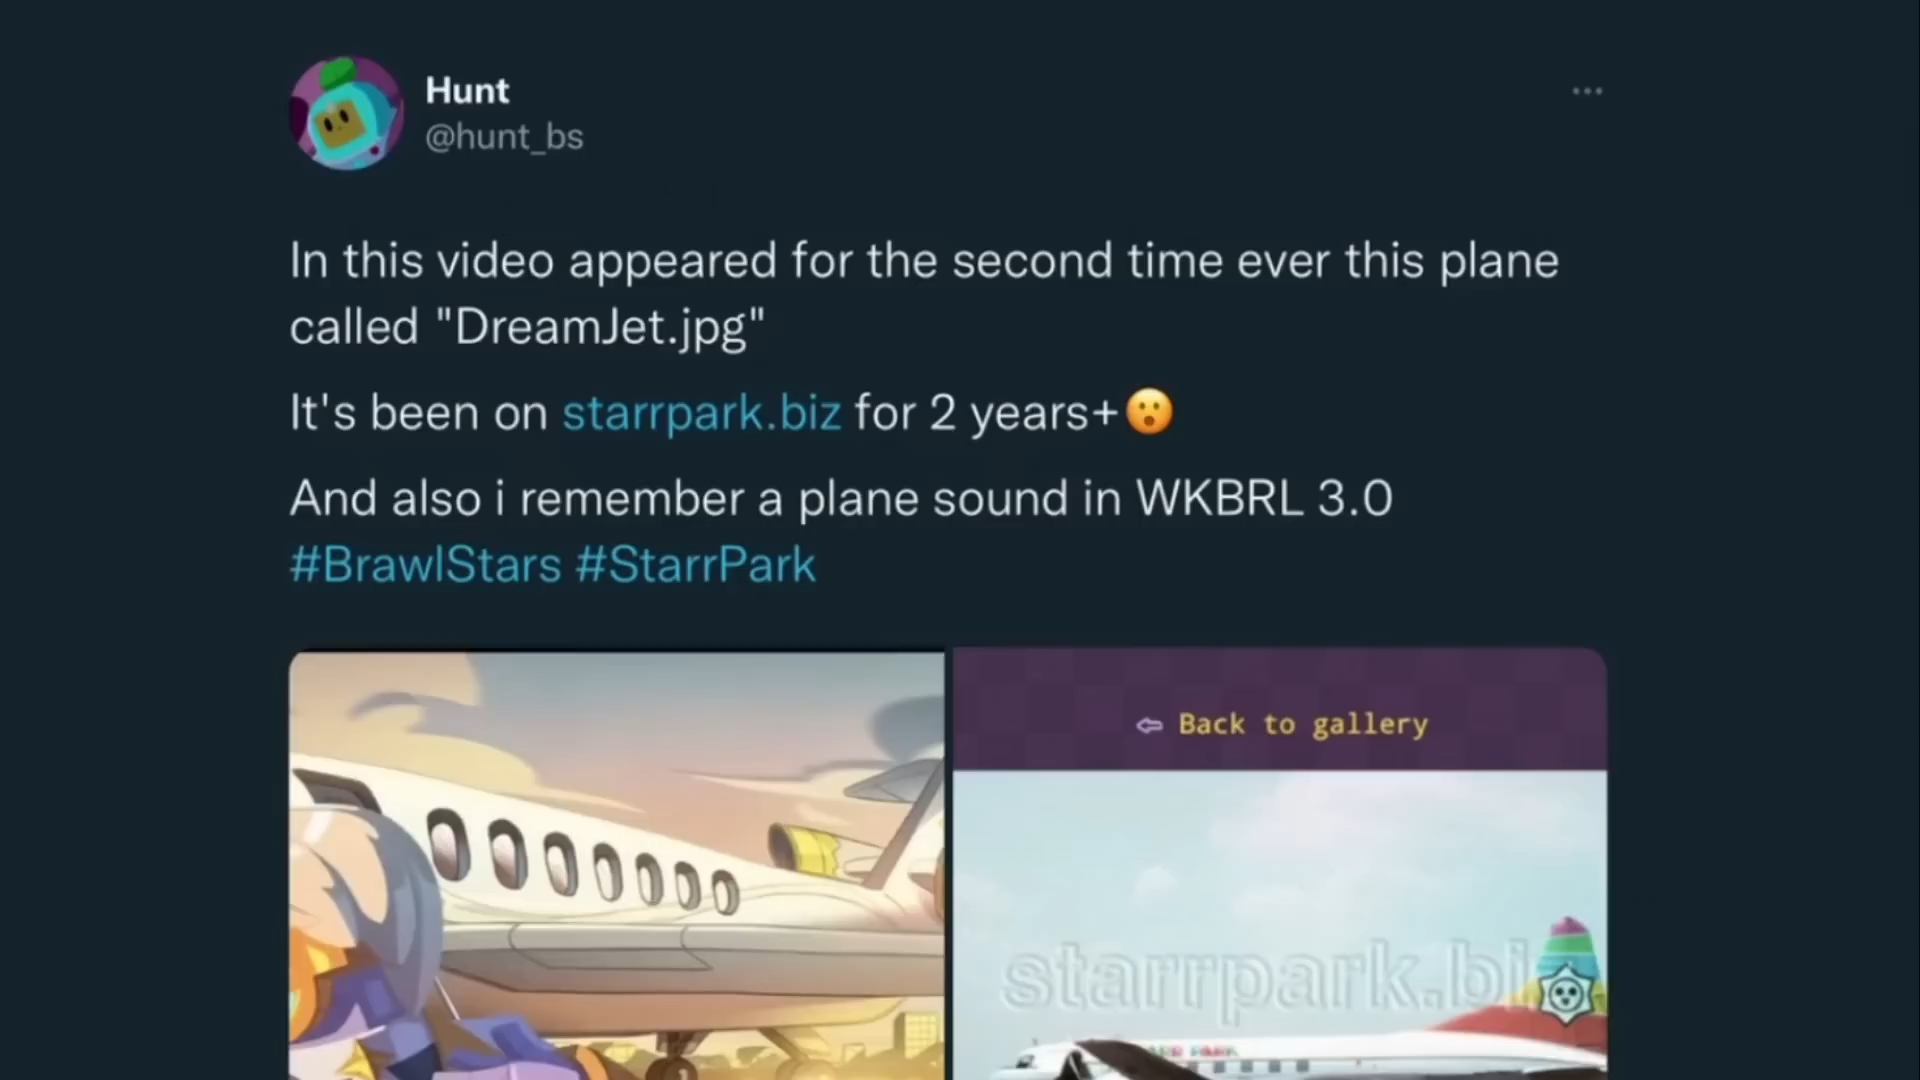 Hunt
@hunt_bs
In this video appeared for the second time ever this plane
called "DreamJet.jpg"
It's been on starrpark.biz for 2 years+😮
And also i remember a plane sound in WKBRL 3.0
#BrawlStars #StarrPark
⇦ Back to gallery
starrpark.bi
PARK